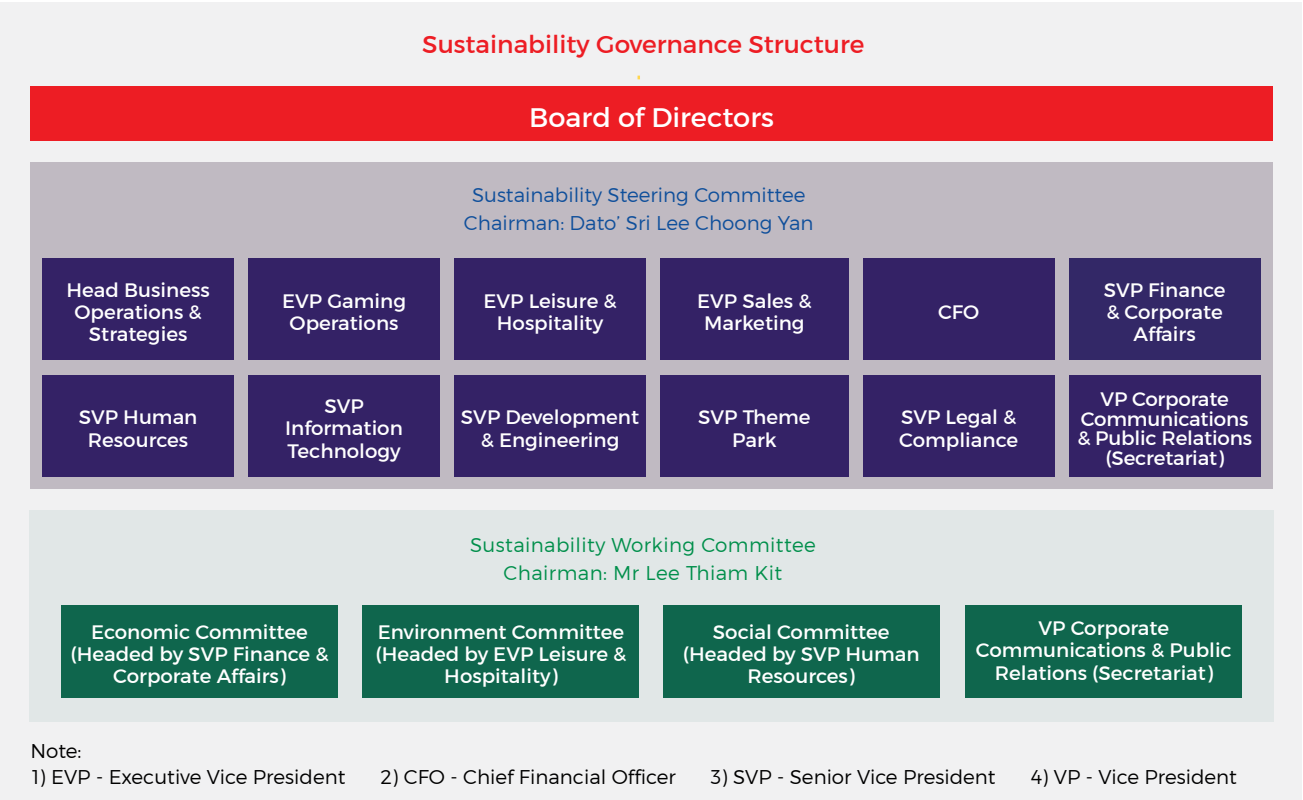 Sustainability Governance Structure
Board of Directors
Sustainability Steering Committee
Chairman: Dato’ Sri Lee Choong Yan
Head Business
Operations &
Strategies
EVP Gaming
Operations
EVP Leisure &
Hospitality
EVP Sales &
Marketing
CFO
SVP Finance
& Corporate
Affairs
SVP Human
Resources
SVP
Information
Technology
SVP Development
& Engineering
SVP Theme
Park
SVP Legal &
Compliance
VP Corporate
Communications
& Public Relations
(Secretariat)
Sustainability Working Committee
Chairman: Mr Lee Thiam Kit
Economic Committee
(Headed by SVP Finance &
Corporate Affairs)
Environment Committee
(Headed by EVP Leisure &
Hospitality)
Social Committee
(Headed by SVP Human
Resources)
VP Corporate
Communications & Public
Relations (Secretariat)
Note:
1) EVP - Executive Vice President 2) CFO - Chief Financial Officer 3) SVP - Senior Vice President 4) VP - Vice President